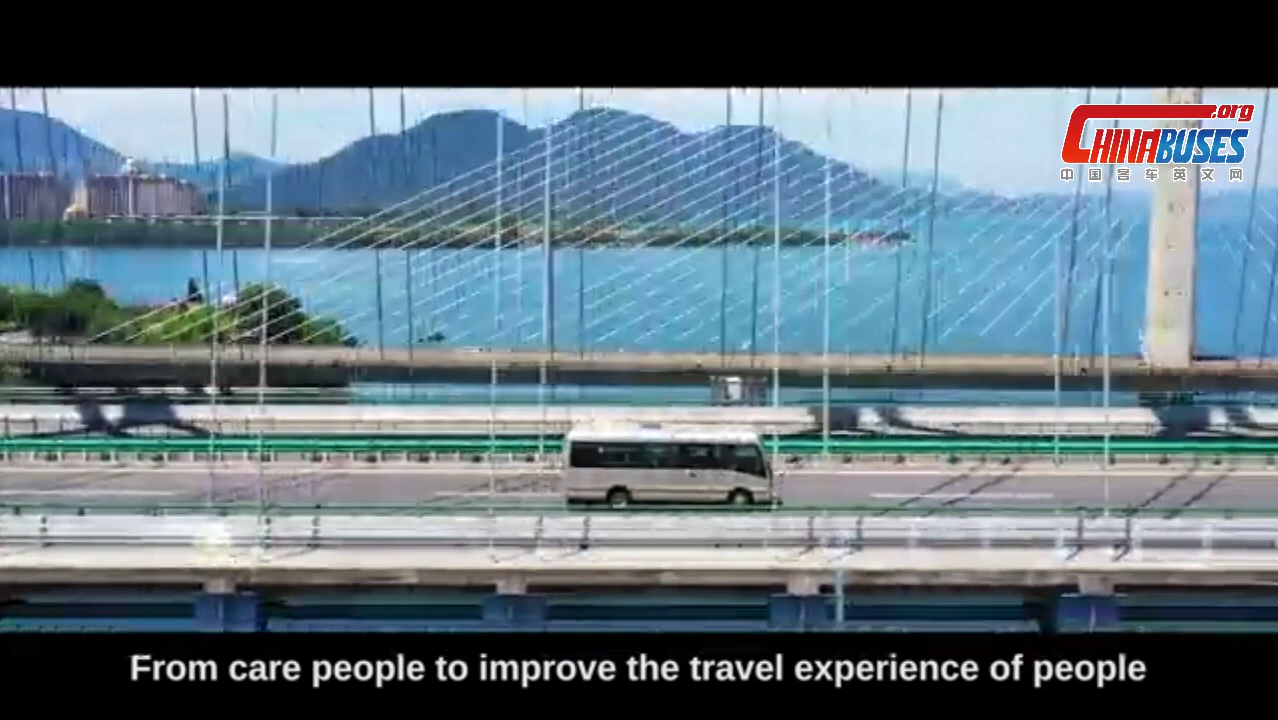 .org
CHINABUSES
中国客车英文网
From care people to improve the travel experience of people